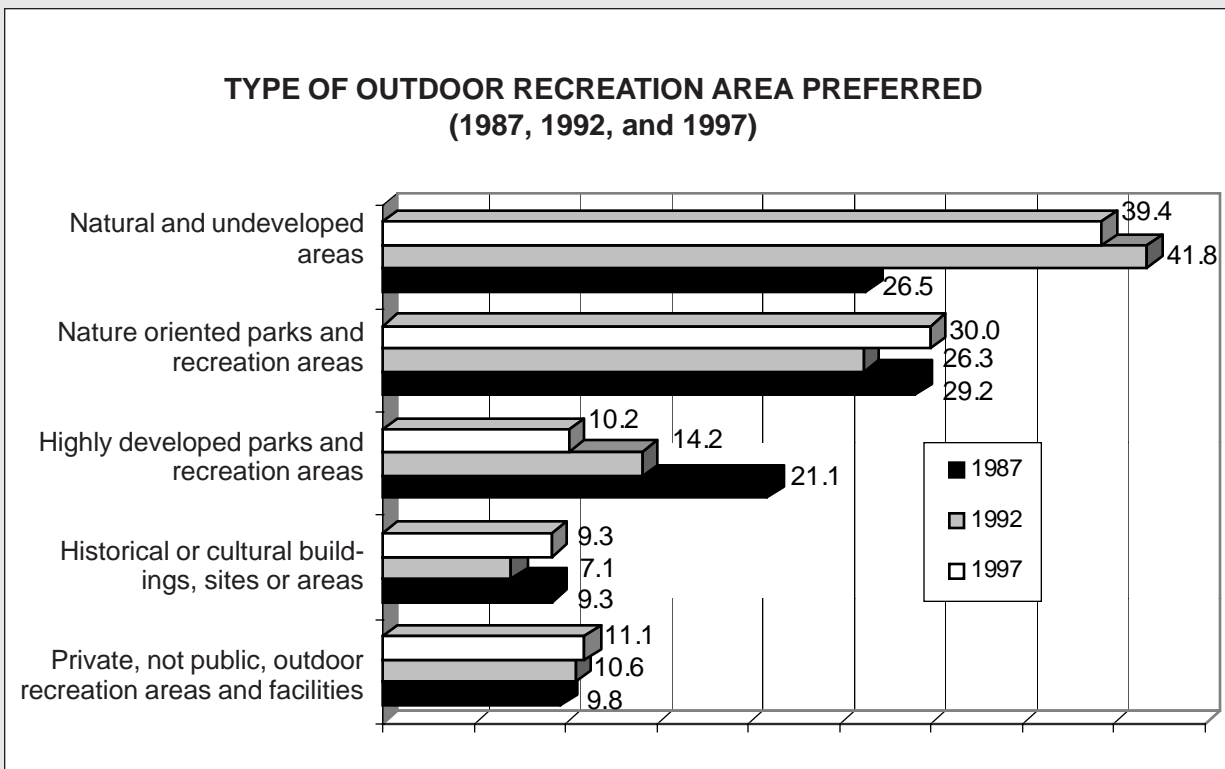 TYPE OF OUTDOOR RECREATION AREA PREFERRED
(1987, 1992, and 1997)
Natural and undeveloped
areas
39.4
41.8
26.5
Nature oriented parks and
recreation areas
30.0
26.3
29.2
Highly developed parks and
recreation areas
10.2
14.2
21.1
Historical or cultural build-
ings, sites or areas
9.3
7.1
9.3
Private, not public, outdoor
recreation areas and facilities
11.1
10.6
9.8
1987
1992
1997